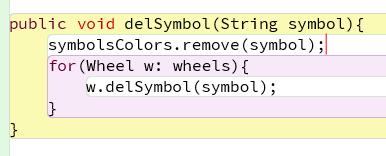 public void delSymbol(String symbol){
symbolsColors.remove(symbol);
for(Wheel w: wheels){
w.delSymbol(symbol);
}
}